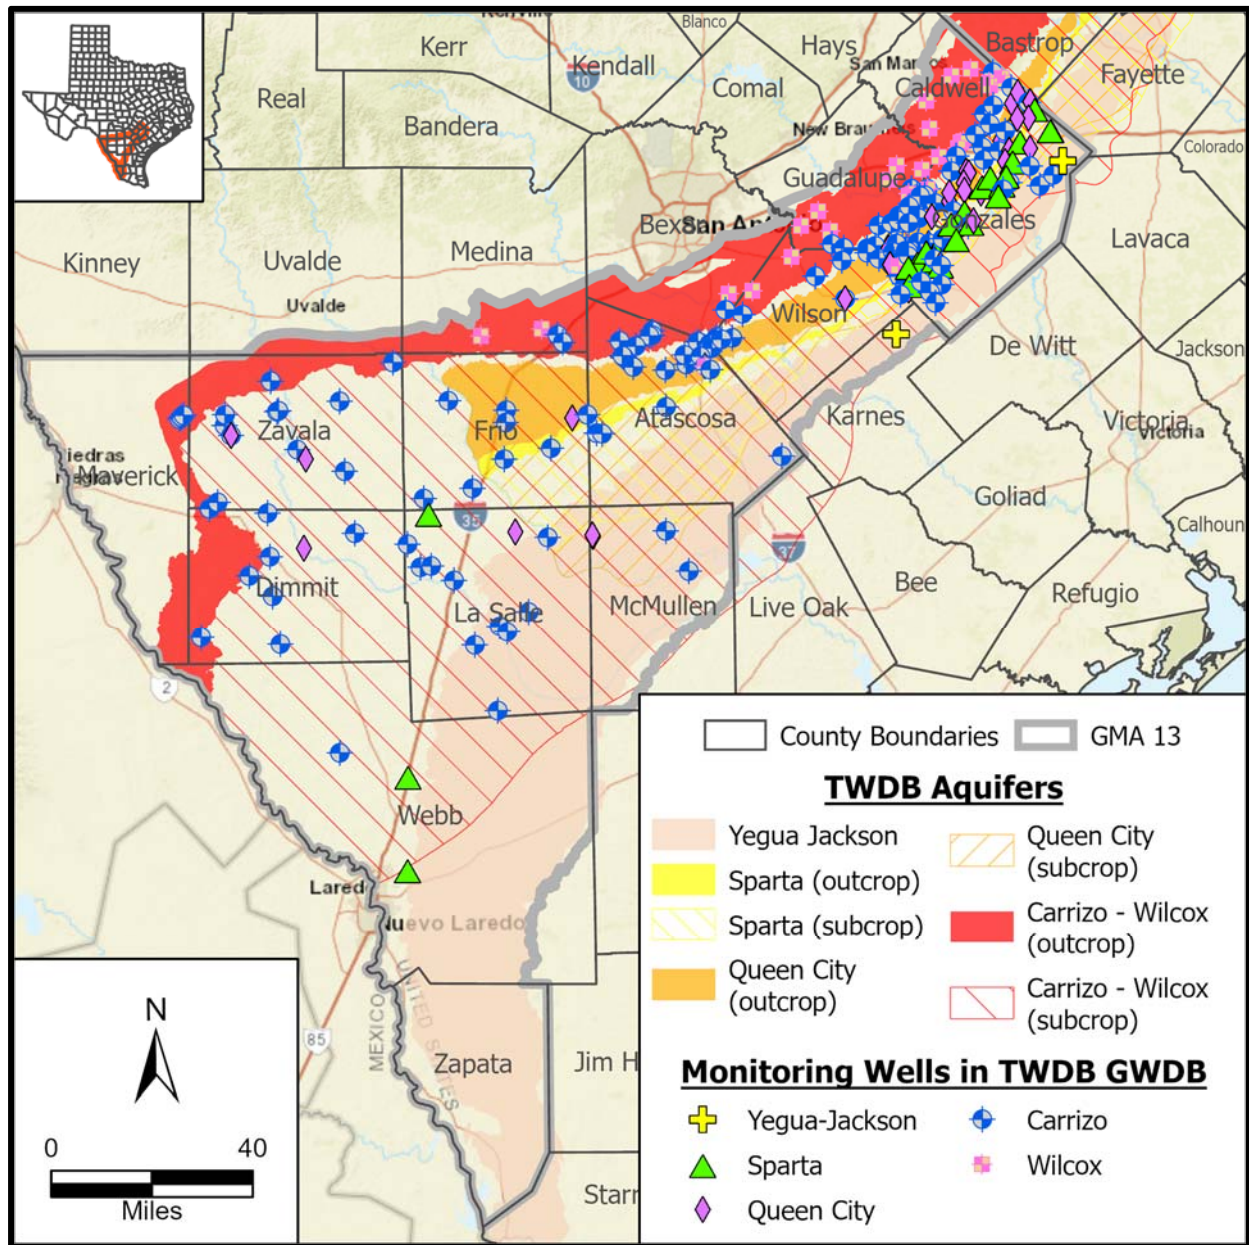 Blanco
Kerr
Kendall
Hays
San Marcos
Bastrop
Fayette
10
Comal
Caldwell
Real
Bandera
New Braunfels
Colorado
Guadalupe
Bexar
San Antonio
Gonzales
Lavaca
Kinney
Uvalde
Medina
Uvalde
Wilson
De Witt
Jackson
Zavala
Frio
Atascosa
Karnes
Victoria
Victoria
iedras
Maverick
Goliad
35
37
Calhoun
Dimmit
La Salle
McMullen
Live Oak
Bee
Refugio
2
Webb
Lared
Nuevo Laredo
MEXICO
UNITED STATES
85
Zapata
Jim H
Starr
N
0 40
Miles
County Boundaries GMA 13
TWDB Aquifers
Yegua Jackson
Sparta (outcrop)
Sparta (subcrop)
Queen City
(outcrop)
Queen City
(subcrop)
Carrizo - Wilcox
(outcrop)
Carrizo - Wilcox
(subcrop)
Monitoring Wells in TWDB GWDB
Yegua-Jackson
Sparta
Queen City
Carrizo
Wilcox